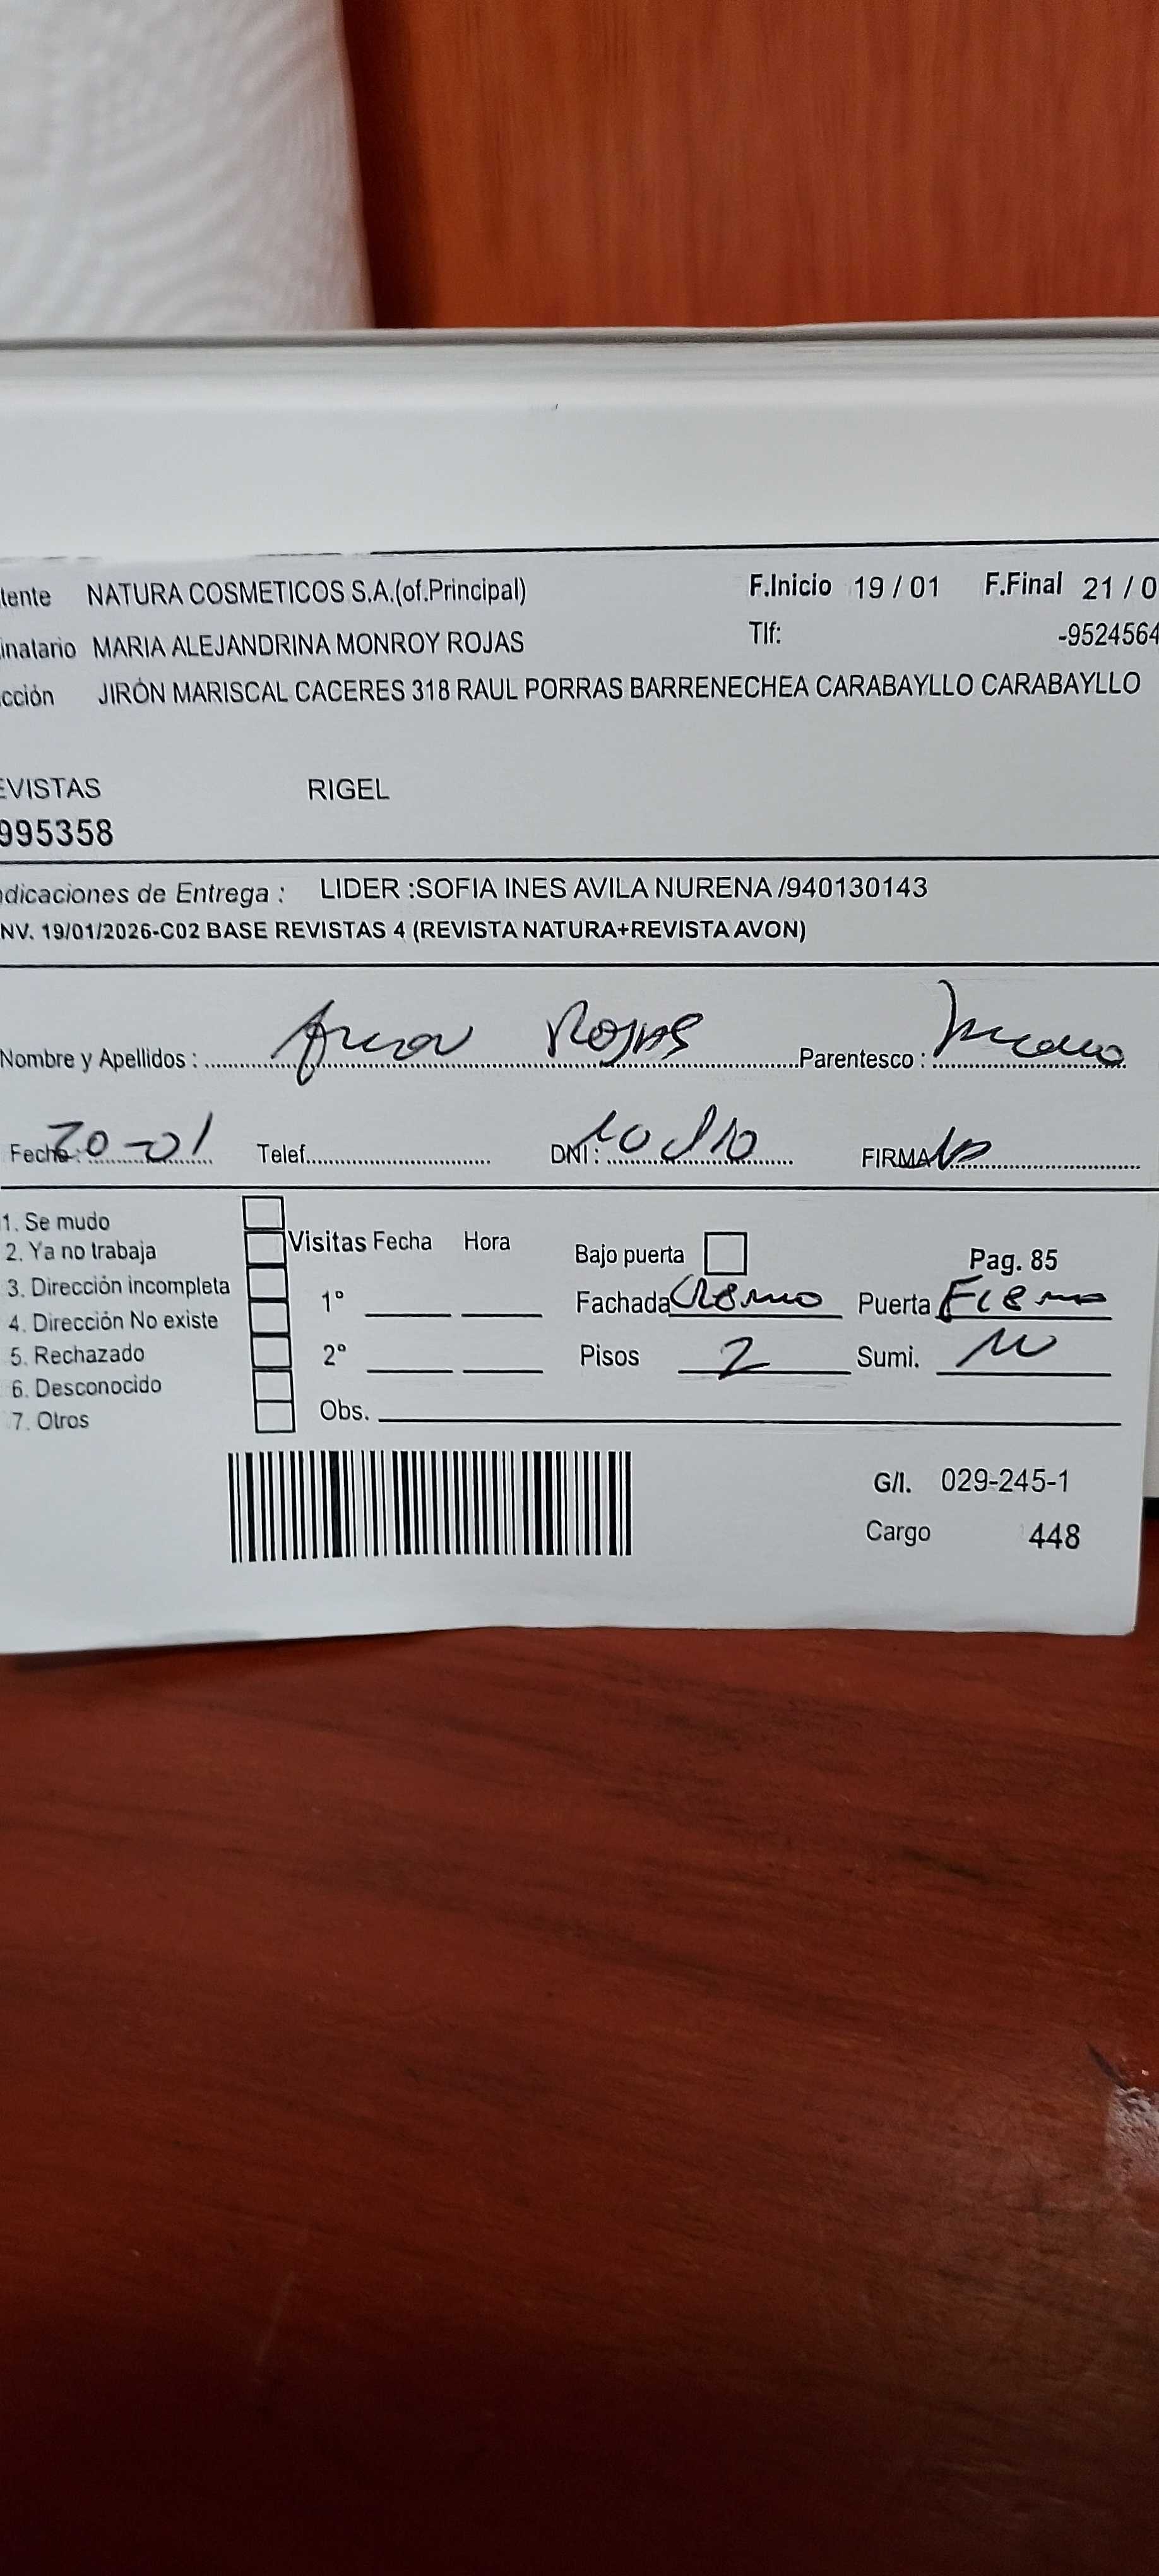 lente NATURA COSMETICOS S.A.(of.Principal) F.Inicio 19 / 01 F.Final 21 / 0
inatario MARIA ALEJANDRINA MONROY ROJAS Tlf: -9524564
cción JIRÓN MARISCAL CACERES 318 RAUL PORRAS BARRENECHEA CARABAYLLO CARABAYLLO
EVISTAS RIGEL
995358
ndicaciones de Entrega : LIDER :SOFIA INES AVILA NURENA /940130143
NV. 19/01/2026-C02 BASE REVISTAS 4 (REVISTA NATURA+REVISTA AVON)
Nombre y Apellidos : Rojas Parentesco :
Fecha : 20-01 Telef. DNI : FIRMA
1. Se mudo
2. Ya no trabaja Visitas Fecha Hora Bajo puerta Pag. 85
3. Dirección incompleta 1° Fachada Puerta
4. Dirección No existe
5. Rechazado 2° Pisos 2 Sumi.
6. Desconocido
7. Otros Obs.
G/I. 029-245-1
Cargo 448